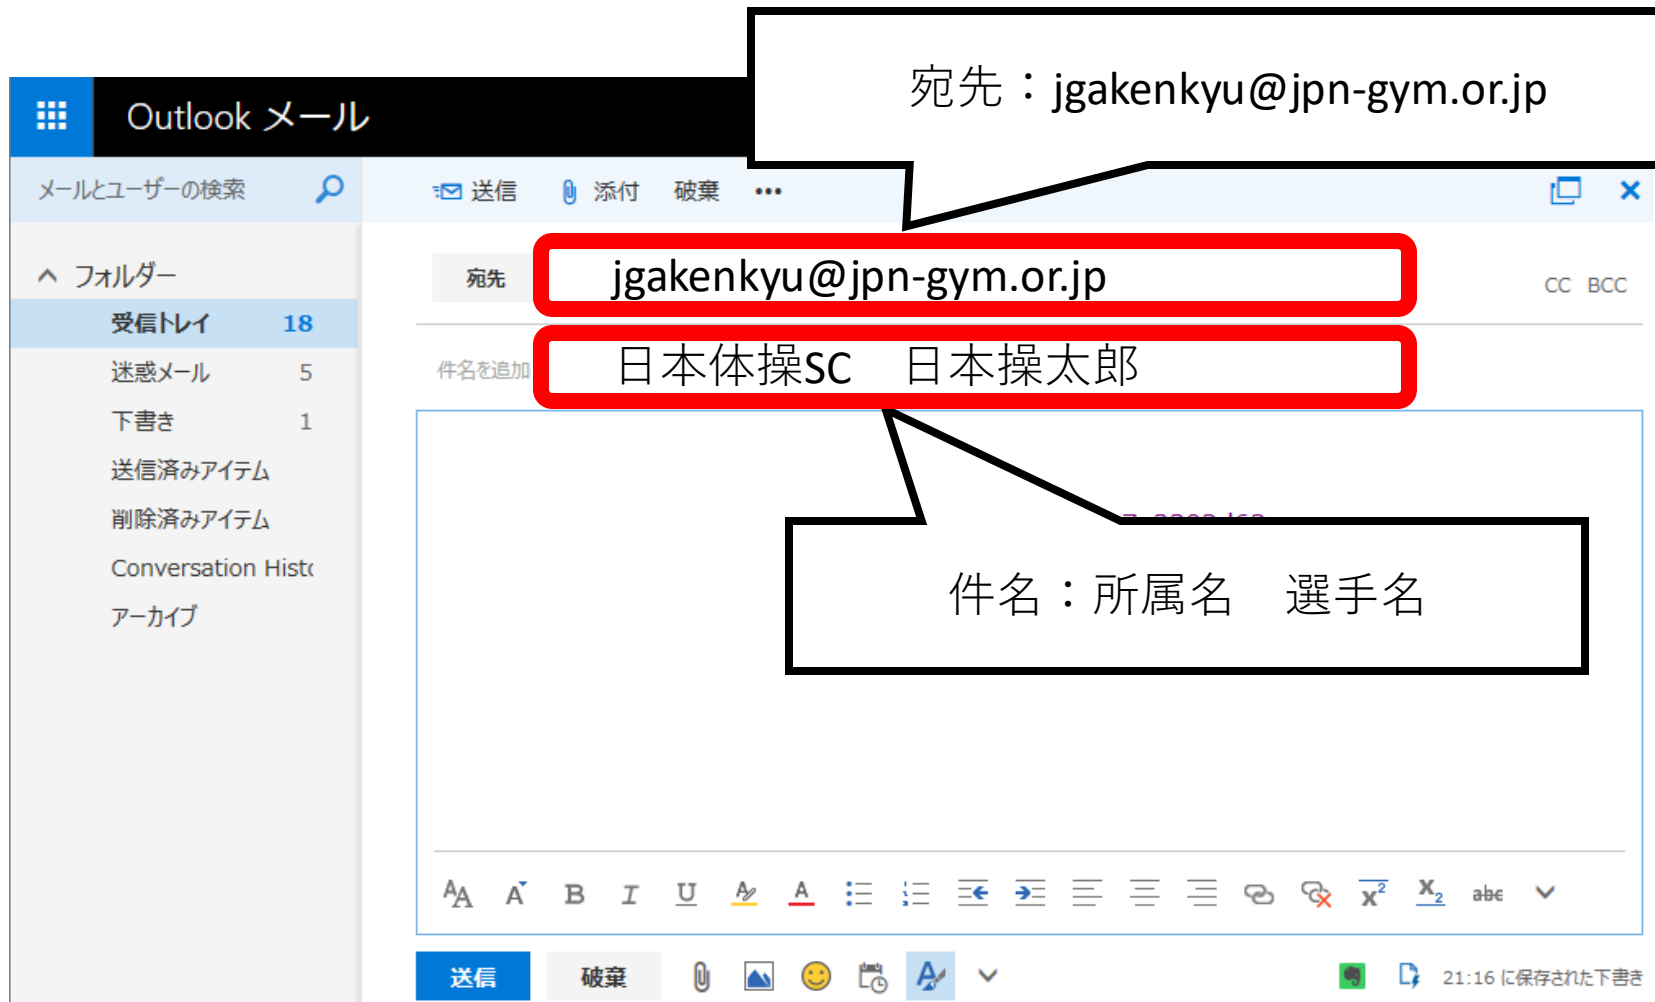 宛先：jgakenkyu@jpn-gym.or.jp
Outlook メール
メールとユーザーの検索
送信 添付 破棄 •••
フォルダー
受信トレイ 18
迷惑メール 5
下書き 1
送信済みアイテム
削除済みアイテム
Conversation Histo
アーカイブ
宛先 jgakenkyu@jpn-gym.or.jp CC BCC
件名を追加 日本体操SC 日本操太郎
件名：所属名 選手名
AA A B I U A A x² X₂ abc
送信 破棄 21:16 に保存された下書き